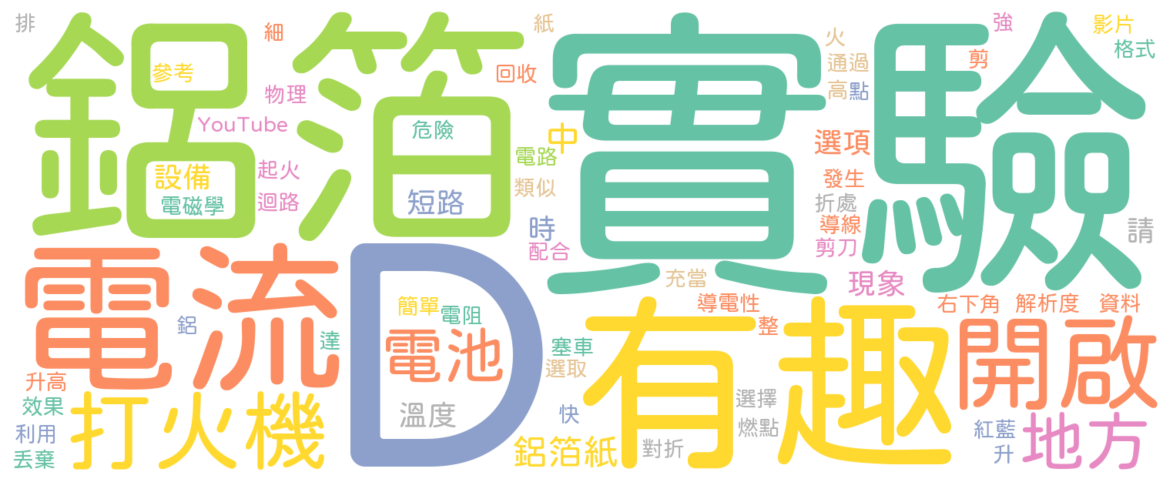 排
細
紙
火
強
影片
格式
鋁箔
實驗
參考
回收
通過
剪
物理
高
點
YouTube
危險
中
選項
設備
起火
電路
發生
電磁學
迴路
短路
類似
折處
時
導線
請
配合
剪刀
電流
D
充當
現象
簡單
電阻
導電性
右下角
解析度
資料
有趣
鋁
達
電池
整
塞車
開啟
選取
升高
效果
打火機
溫度
快
選擇
燃點
紅藍
地方
利用
丟棄
鋁箔紙
對折
升